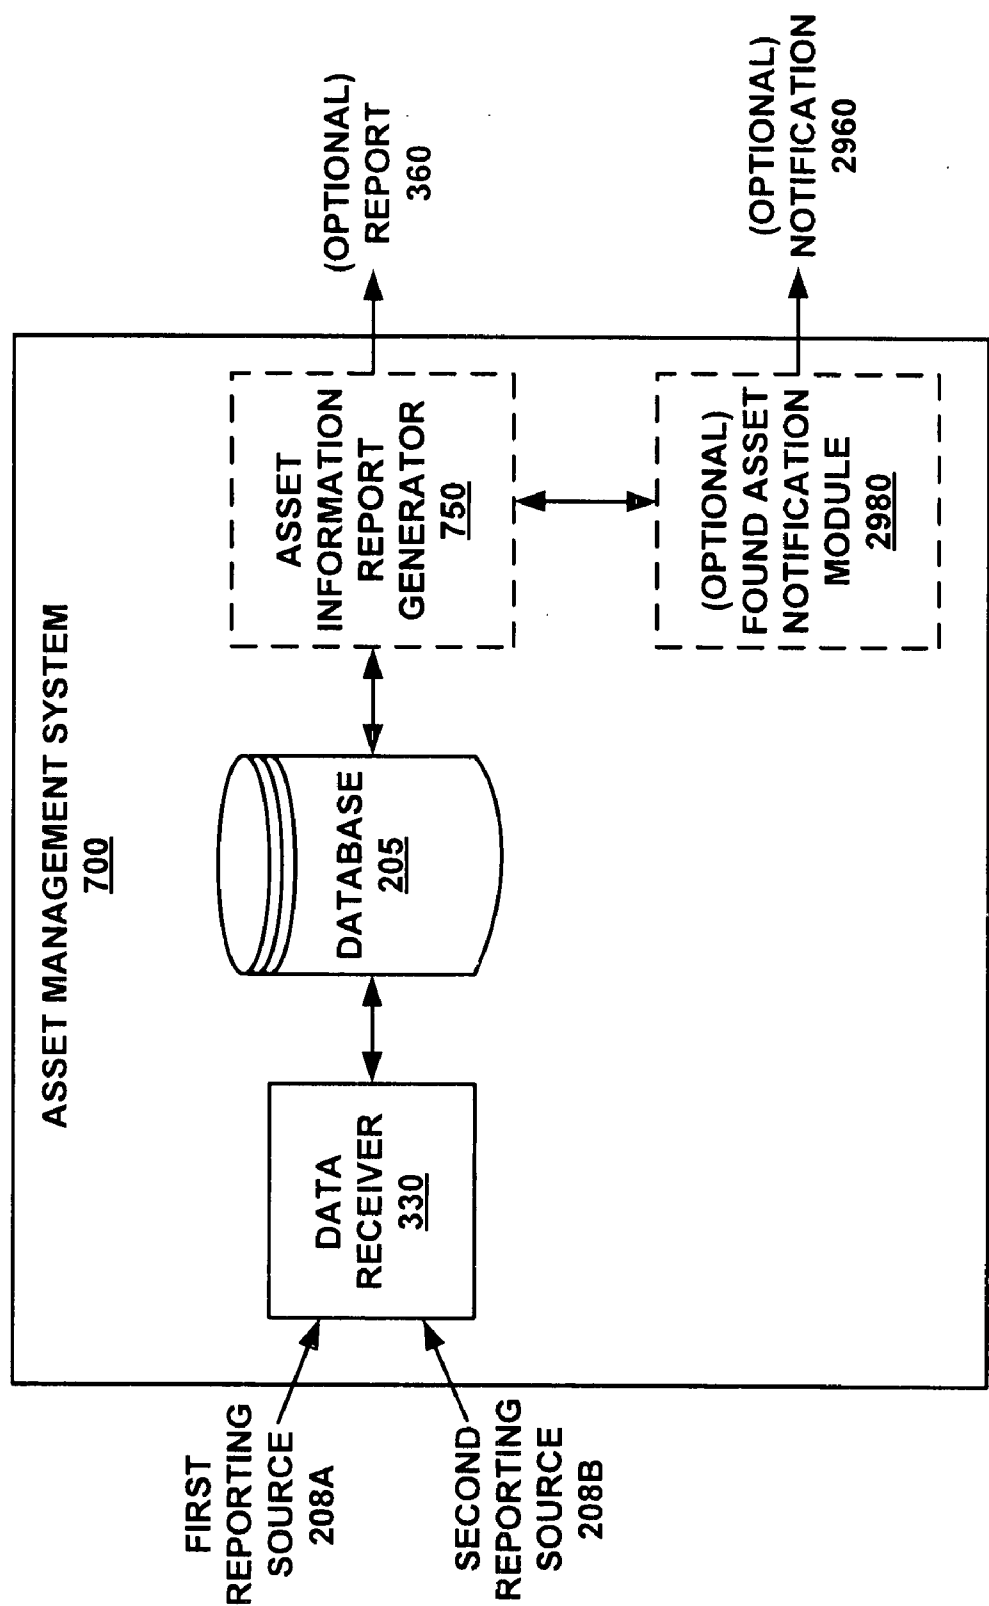 ASSET MANAGEMENT SYSTEM
700
FIRST
REPORTING
SOURCE
208A
SECOND
REPORTING
SOURCE
208B
DATA
RECEIVER
330
DATABASE
205
ASSET
INFORMATION
REPORT
GENERATOR
750
(OPTIONAL)
REPORT
360
(OPTIONAL)
FOUND ASSET
NOTIFICATION
MODULE
2980
(OPTIONAL)
NOTIFICATION
2960